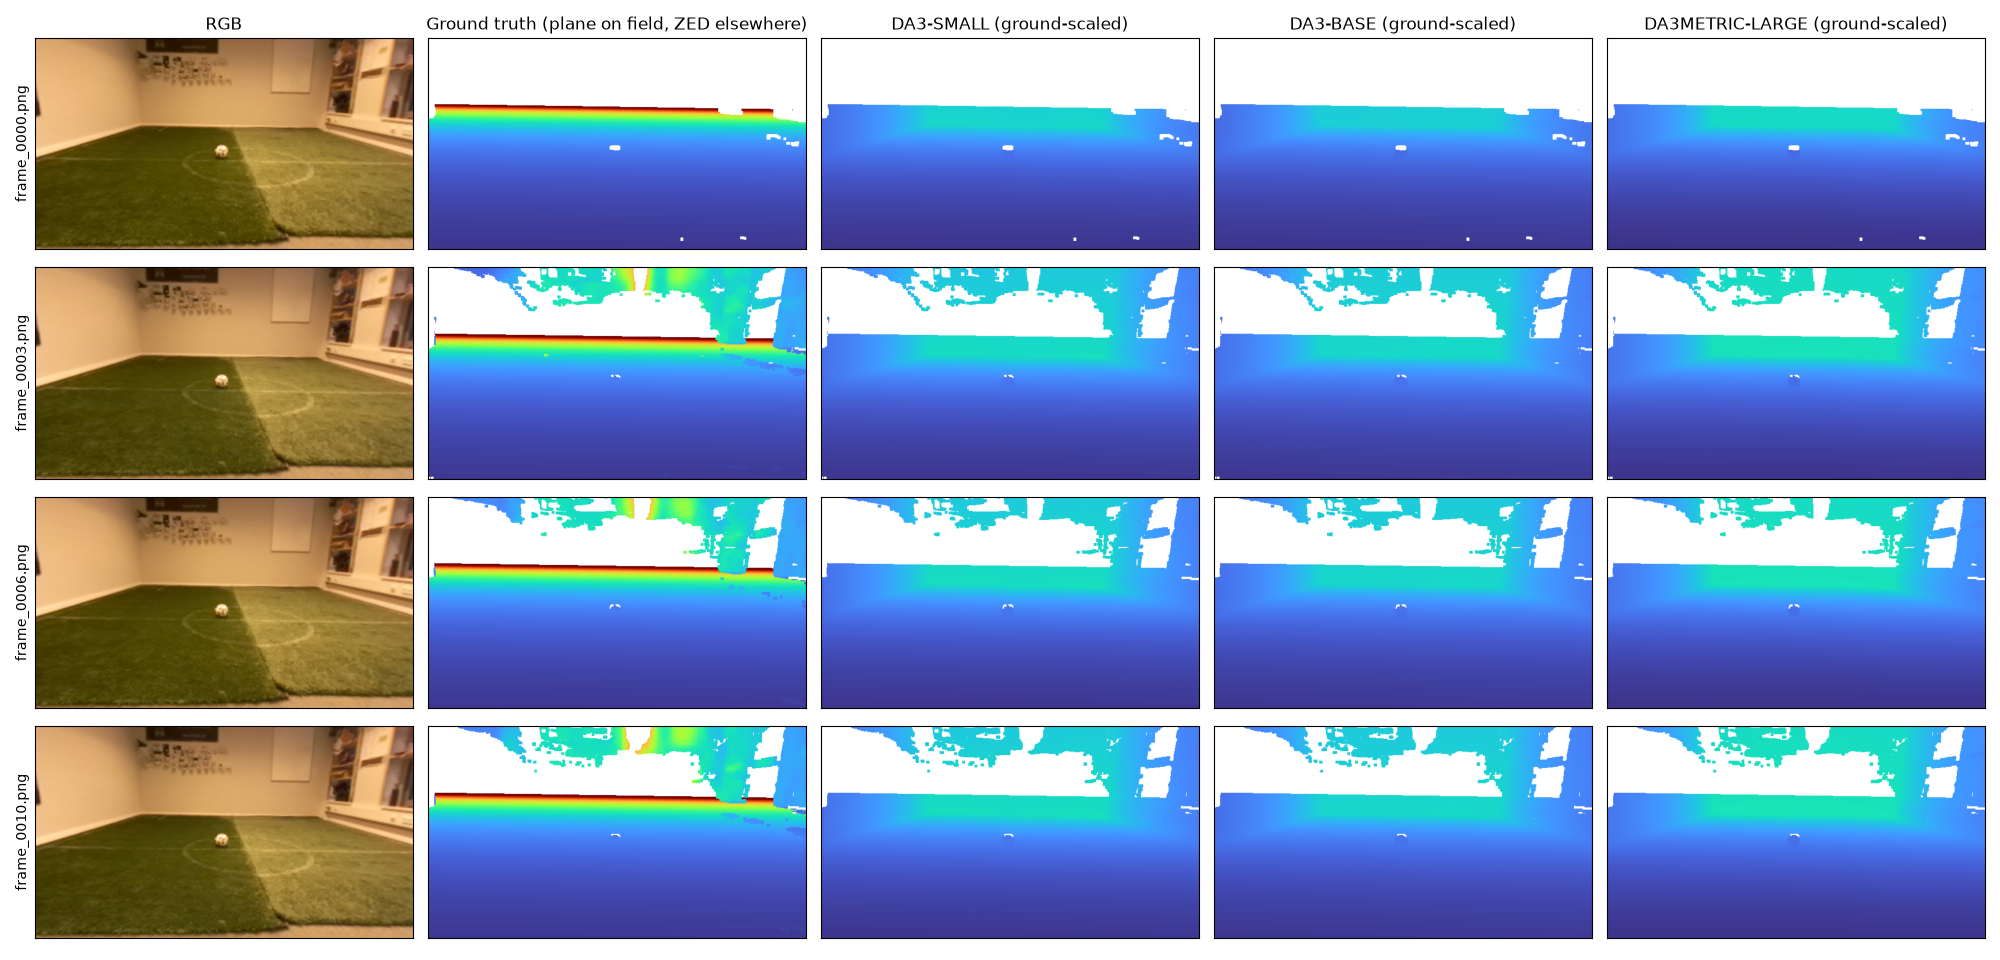 RGB
Ground truth (plane on field, ZED elsewhere)
DA3-SMALL (ground-scaled)
DA3-BASE (ground-scaled)
DA3METRIC-LARGE (ground-scaled)
frame_0000.png
frame_0003.png
frame_0006.png
frame_0010.png